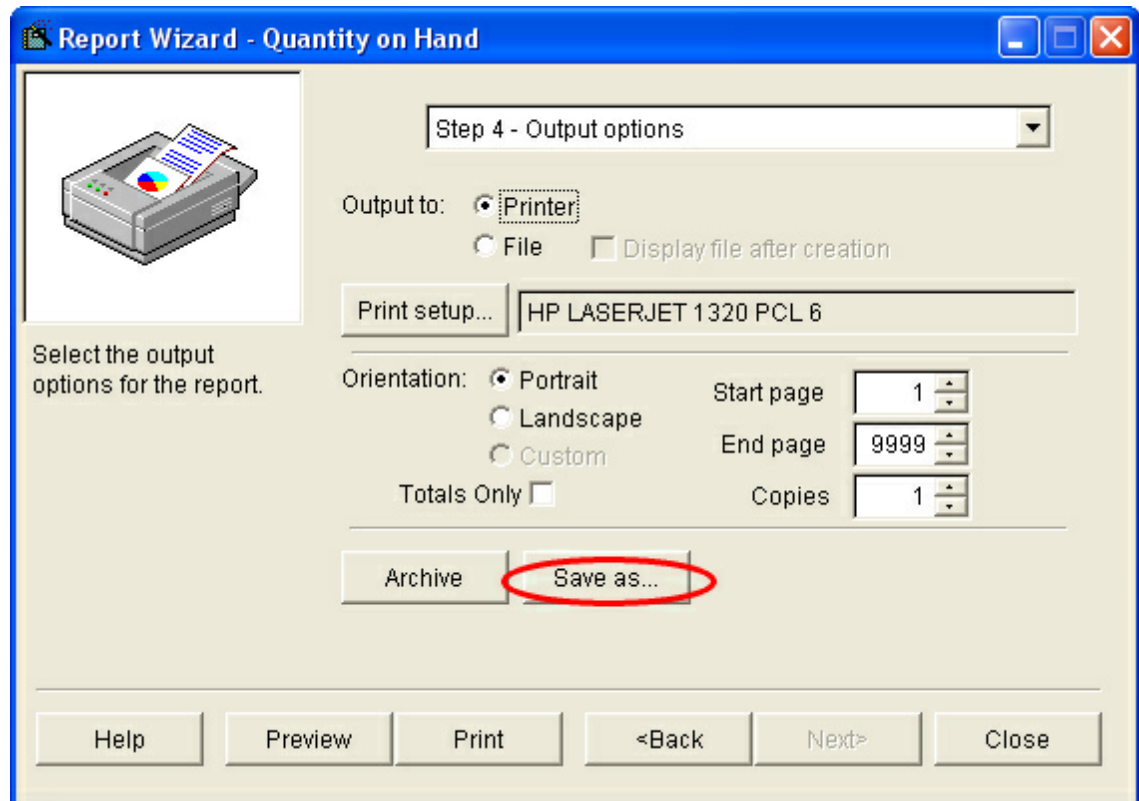 Report Wizard - Quantity on Hand
Step 4 - Output options
Output to: Printer
File Display file after creation
Print setup... HP LASERJET 1320 PCL 6
Select the output
options for the report.
Orientation: Portrait
Landscape
Custom
Totals Only
Start page 1
End page 9999
Copies 1
Archive Save as...
Help Preview Print <Back Next> Close